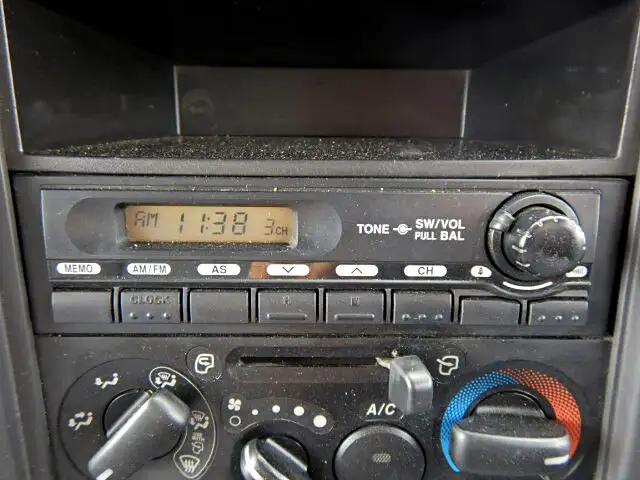 AM 11:38 3CH
TONE SW/VOL
PULL BAL
MEMO AM/FM AS CH
CLOCK H M
A/C